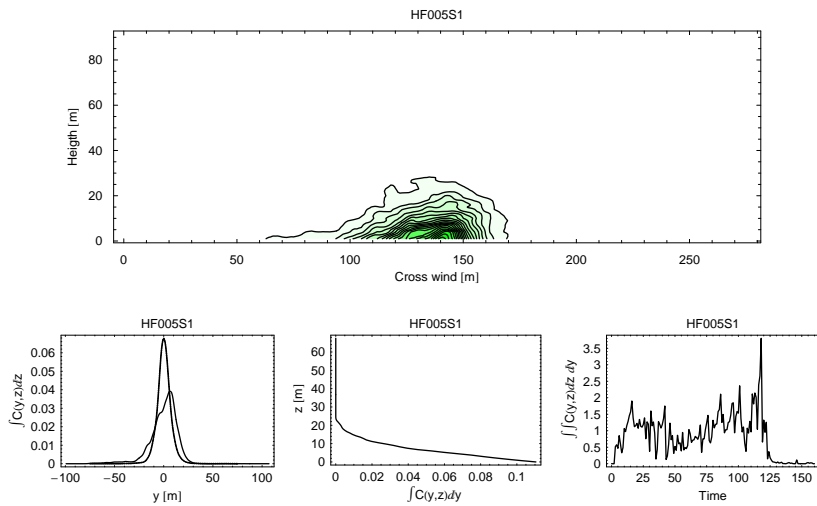 HF005S1
80
60
40
20
0
Heigth [m]
0 50 100 150 200 250
Cross wind [m]
HF005S1
0.06
0.05
0.04
0.03
0.02
0.01
0
∫C(y,z)dz
−100 −50 0 50 100
y [m]
HF005S1
60
50
40
30
20
10
0
z [m]
0 0.02 0.04 0.06 0.08 0.1
∫C(y,z)dy
HF005S1
3.5
3
2.5
2
1.5
1
0.5
0
∫∫C(y,z)dz dy
0 25 50 75 100 125 150
Time